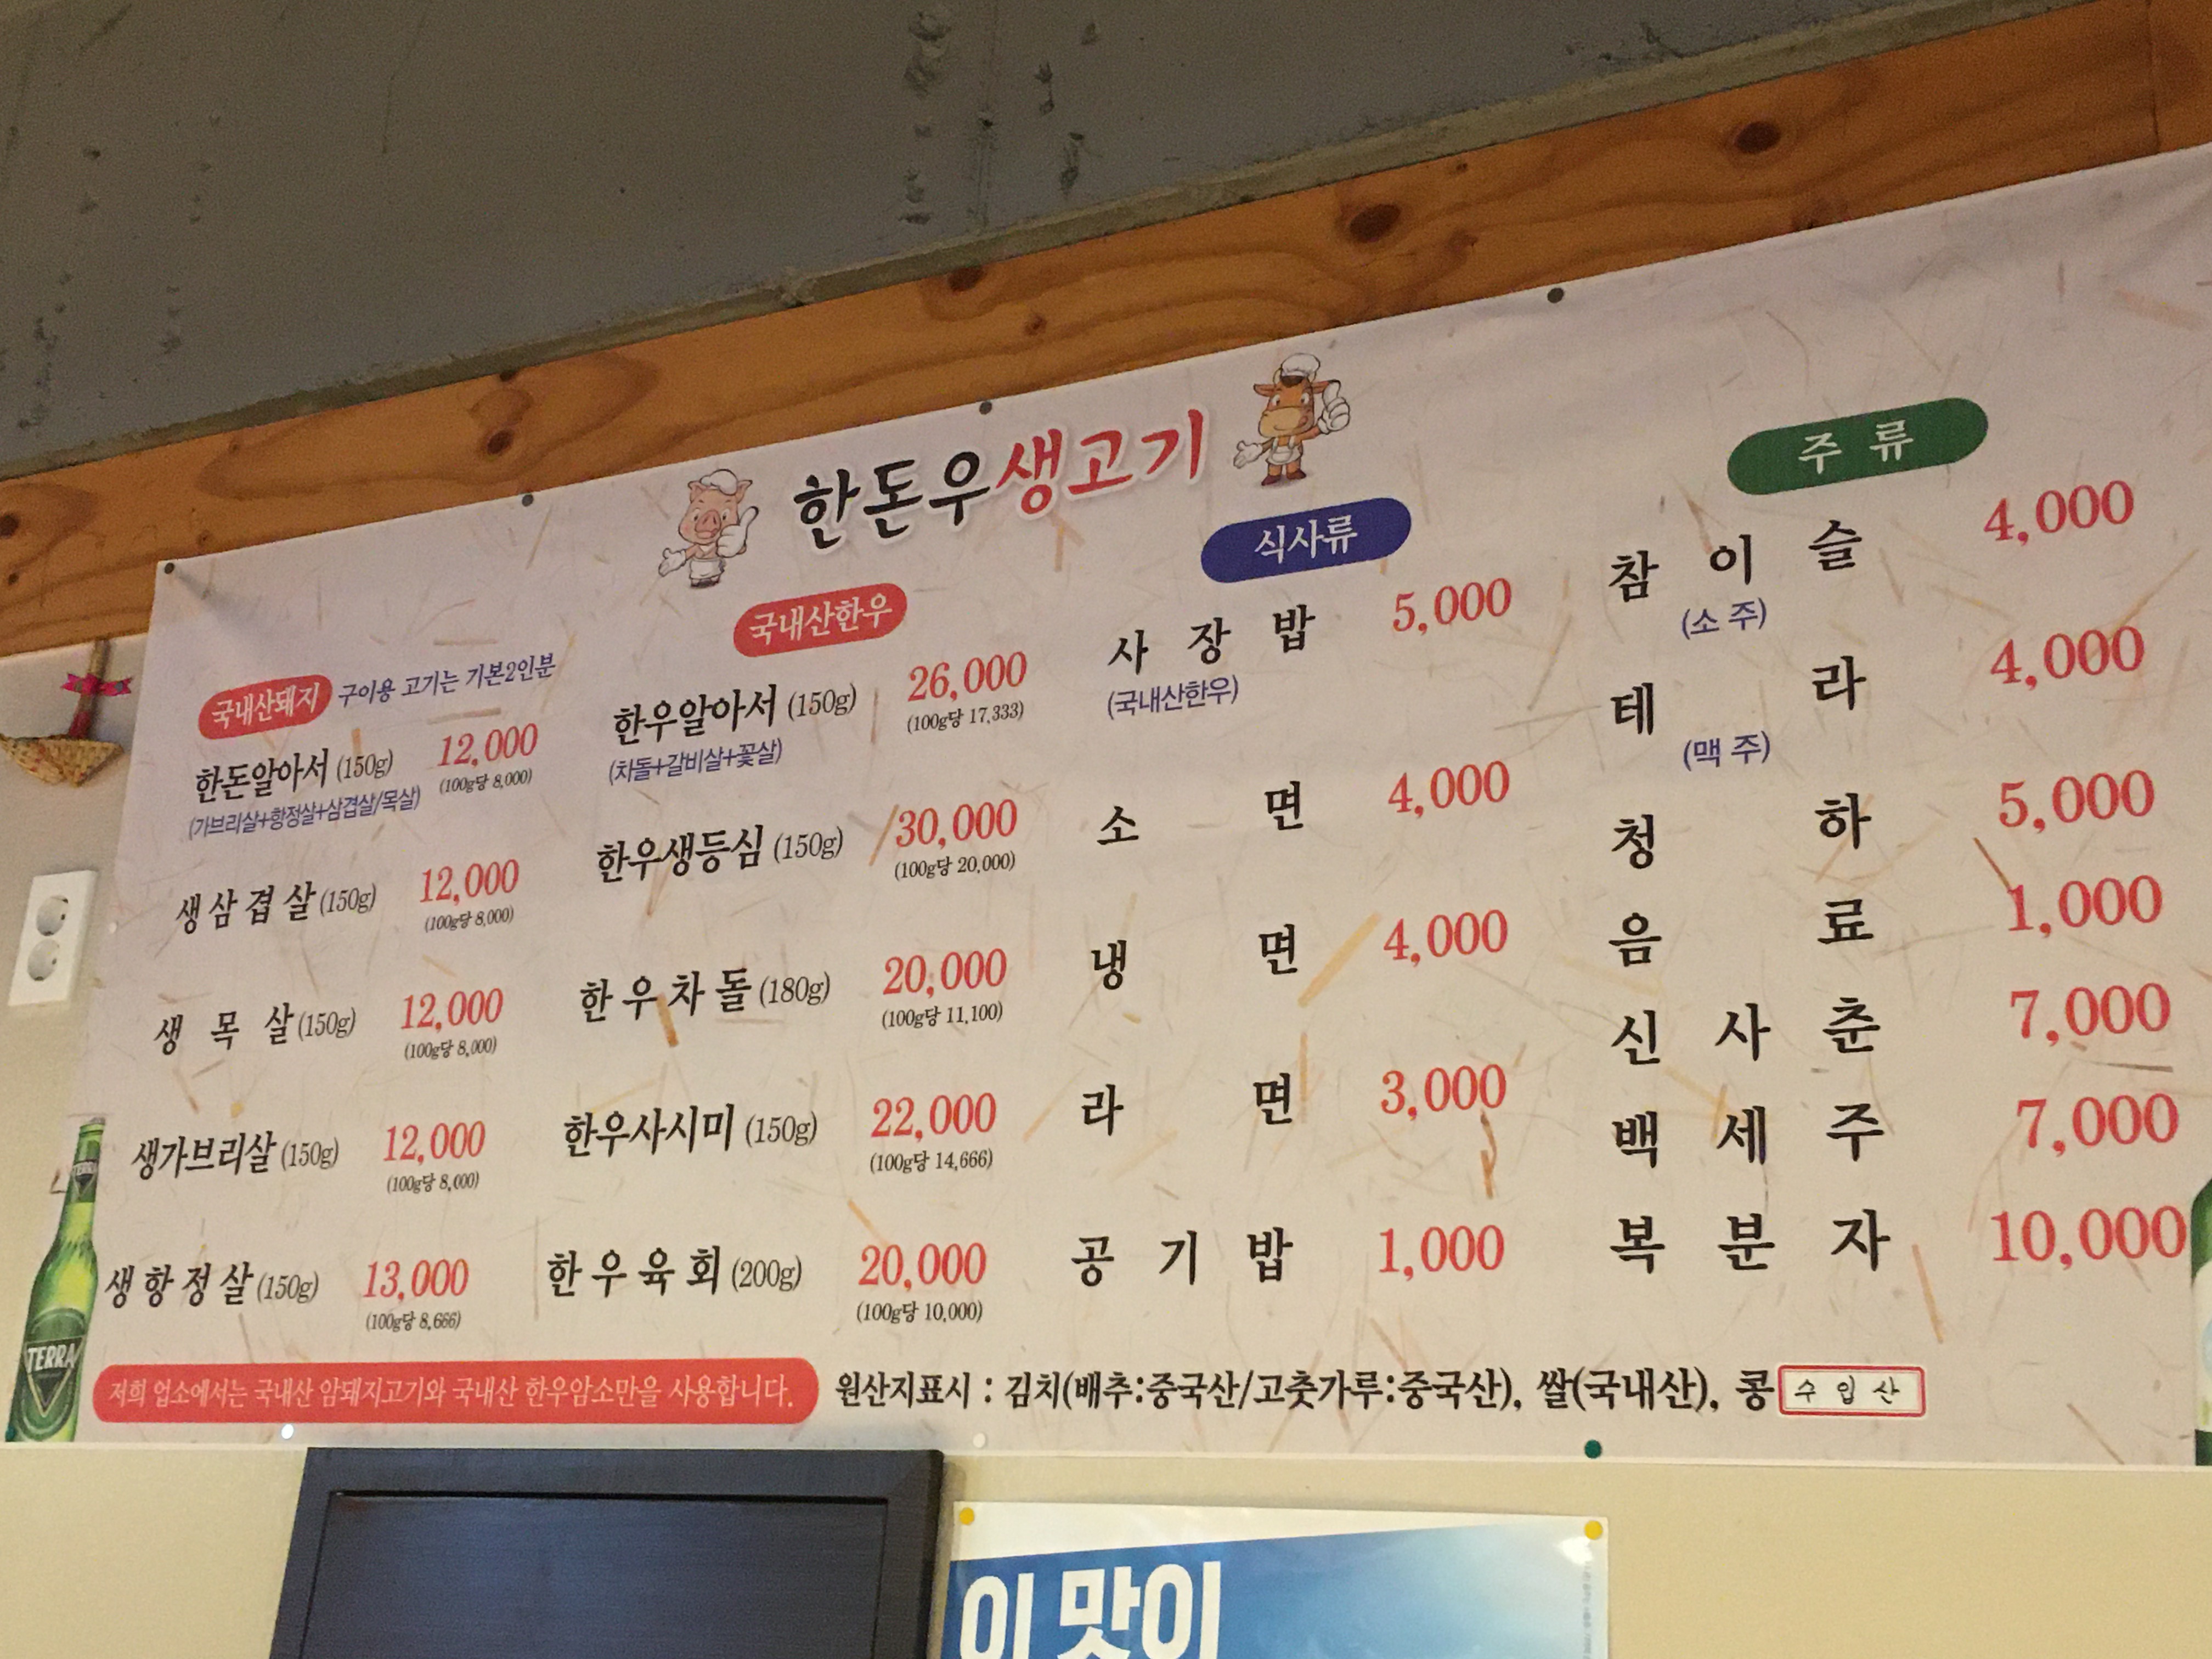 한돈우생고기
국내산돼지 구이용 고기는 기본2인분
한돈알아서 (150g) 12,000
(가브리살+항정살+삼겹살/목살) (100g당 8,000)
생삼겹살 (150g) 12,000
(100g당 8,000)
생목살 (150g) 12,000
(100g당 8,000)
생가브리살 (150g) 12,000
(100g당 8,000)
생항정살 (150g) 13,000
(100g당 8,666)
국내산한우
한우알아서 (150g) 26,000
(차돌+갈비살+꽃살) (100g당 17,333)
한우생등심 (150g) 30,000
(100g당 20,000)
한우차돌 (180g) 20,000
(100g당 11,100)
한우사시미 (150g) 22,000
(100g당 14,666)
한우육회 (200g) 20,000
(100g당 10,000)
식사류
사장밥 5,000
(국내산한우)
소면 4,000
냉면 4,000
라면 3,000
공기밥 1,000
주류
참이슬 4,000
(소주)
테라 4,000
(맥주)
청하 5,000
음료 1,000
신사춘 7,000
백세주 7,000
복분자 10,000
저희 업소에서는 국내산 암돼지고기와 국내산 한우암소만을 사용합니다.
원산지표시 : 김치(배추:중국산/고춧가루:중국산), 쌀(국내산), 콩 수입산
TERRA
TERRA
이 맛이